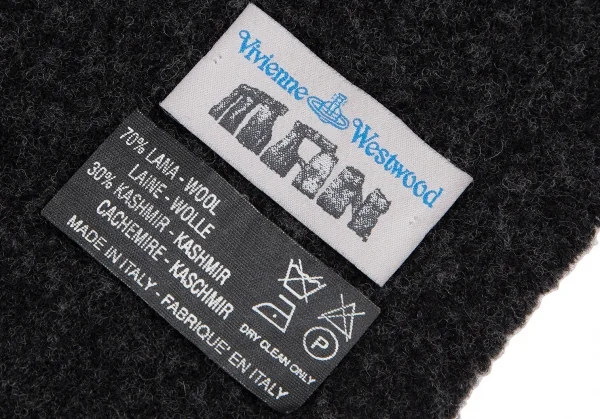 Vivienne Westwood
MAN
70% LANA - WOOL
LAINE - WOLLE
30% KASHMIR - KASHMIR
CACHEMIRE - KASCHMIR
MADE IN ITALY - FABRIQUE' EN ITALY
P
DRY CLEAN ONLY